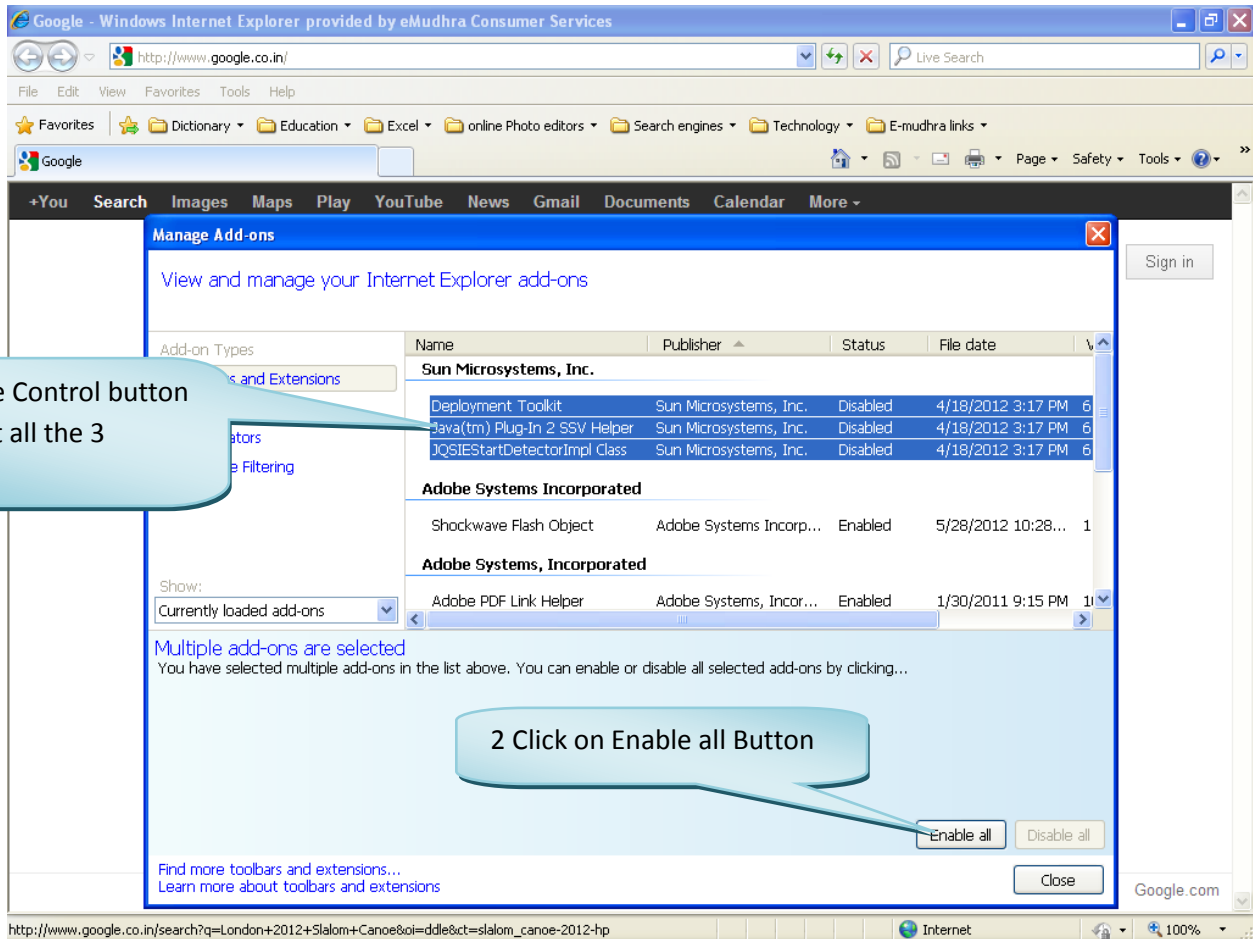 Google - Windows Internet Explorer provided by eMudhra Consumer Services
http://www.google.co.in/
Live Search
File Edit View Favorites Tools Help
Favorites Dictionary Education Excel online Photo editors Search engines Technology E-mudhra links
Google
Page Safety Tools
+You Search Images Maps Play YouTube News Gmail Documents Calendar More
Sign in
Manage Add-ons
View and manage your Internet Explorer add-ons
Add-on Types
and Extensions
Filtering
Control button
all the 3
Name Publisher Status File date
Sun Microsystems, Inc.
Deployment Toolkit Sun Microsystems, Inc. Disabled 4/18/2012 3:17 PM 6
Java(tm) Plug-In 2 SSV Helper Sun Microsystems, Inc. Disabled 4/18/2012 3:17 PM 6
JQSIEStartDetectorImpl Class Sun Microsystems, Inc. Disabled 4/18/2012 3:17 PM 6
Adobe Systems Incorporated
Shockwave Flash Object Adobe Systems Incorp... Enabled 5/28/2012 10:28... 1
Adobe Systems, Incorporated
Adobe PDF Link Helper Adobe Systems, Incor... Enabled 1/30/2011 9:15 PM
Show:
Currently loaded add-ons
Multiple add-ons are selected
You have selected multiple add-ons in the list above. You can enable or disable all selected add-ons by clicking...
2 Click on Enable all Button
Enable all Disable all
Find more toolbars and extensions...
Learn more about toolbars and extensions
Close
Google.com
http://www.google.co.in/search?q=London+2012+Slalom+Canoe&oi=ddle&ct=slalom_canoe-2012-hp
Internet
100%